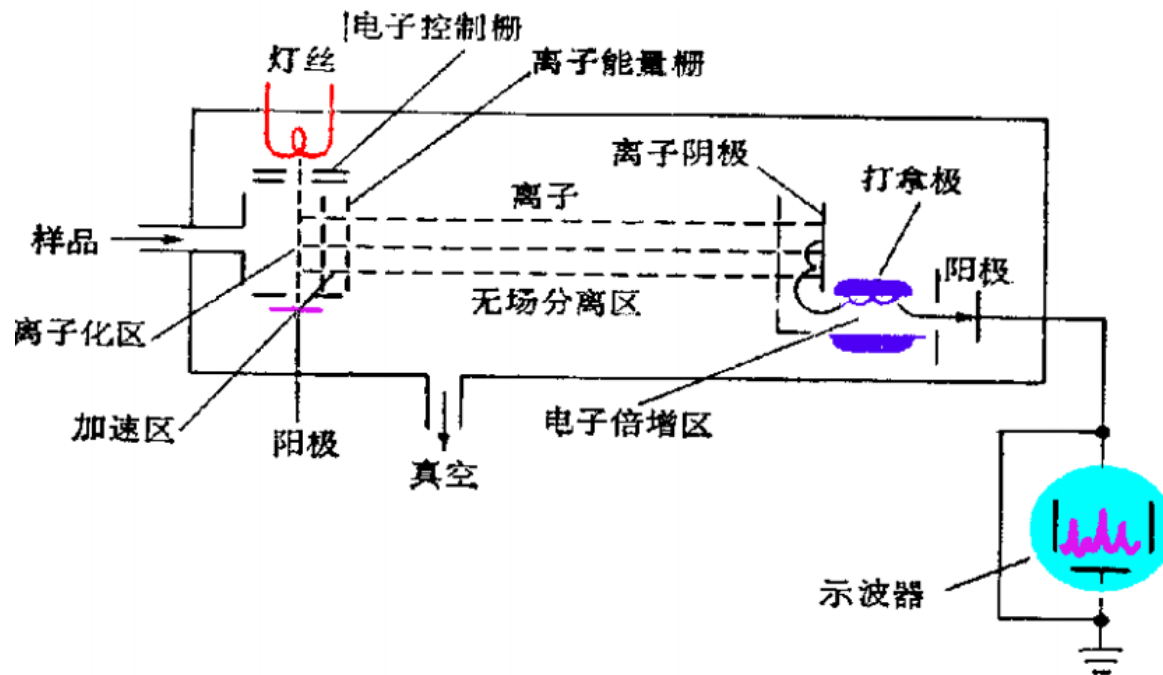 电子控制栅
灯丝
离子能量栅
离子阴极
打拿极
离子
样品
阳极
无场分离区
离子化区
加速区
阳极
电子倍增区
真空
示波器